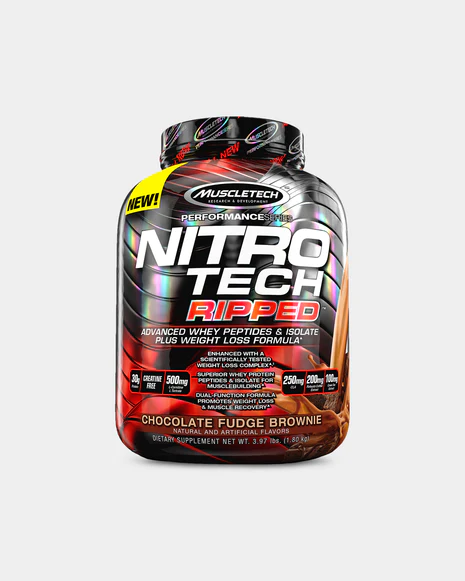 MUSCLETECH
NEW
NEW!
MUSCLETECH
RESEARCH & DEVELOPMENT
PERFORMANCE Series
NITRO
TECH
RIPPED
ADVANCED WHEY PEPTIDES & ISOLATE
PLUS WEIGHT LOSS FORMULA*
ENHANCED WITH A
SCIENTIFICALLY TESTED
WEIGHT LOSS COMPLEX*
SUPERIOR WHEY PROTEIN
PEPTIDES & ISOLATE FOR
MUSCLEBUILDING*
DUAL-FUNCTION FORMULA
PROMOTES WEIGHT LOSS
& MUSCLE RECOVERY*
30g
CREATINE
FREE
500mg
250mg
CLA
200mg
100mg
CHOCOLATE FUDGE BROWNIE
NATURAL AND ARTIFICIAL FLAVORS
DIETARY SUPPLEMENT NET WT. 3.97 lbs. (1.80 kg)